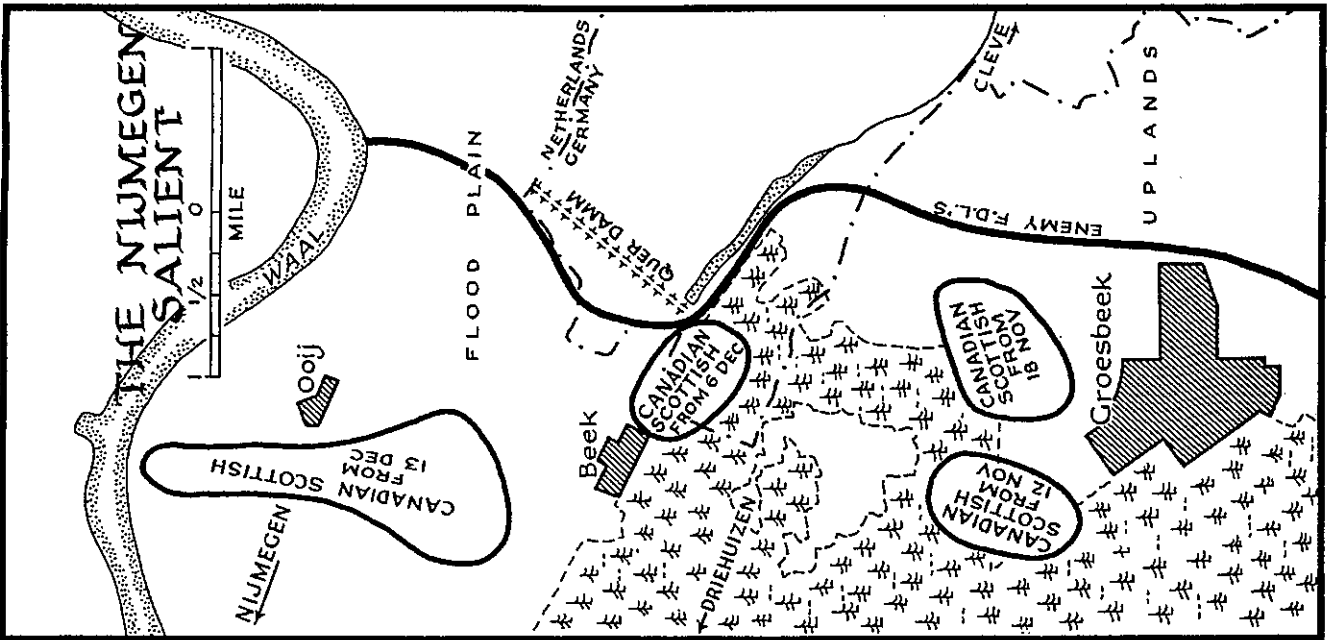 THE NIJMEGEN
SALIENT
1/2
0
MILE
WAAL
Ooij
CANADIAN SCOTTISH
FROM
13 DEC
NIJMEGEN
FLOOD PLAIN
NETHERLANDS
GERMANY
QUER DAMM
Beek
CANADIAN
SCOTTISH
FROM 6 DEC
DRIEHUIZEN
CLEVE
UPLANDS
ENEMY F.D.L.'S
CANADIAN
SCOTTISH
FROM
18 NOV
CANADIAN
SCOTTISH
FROM
12 NOV
Groesbeek